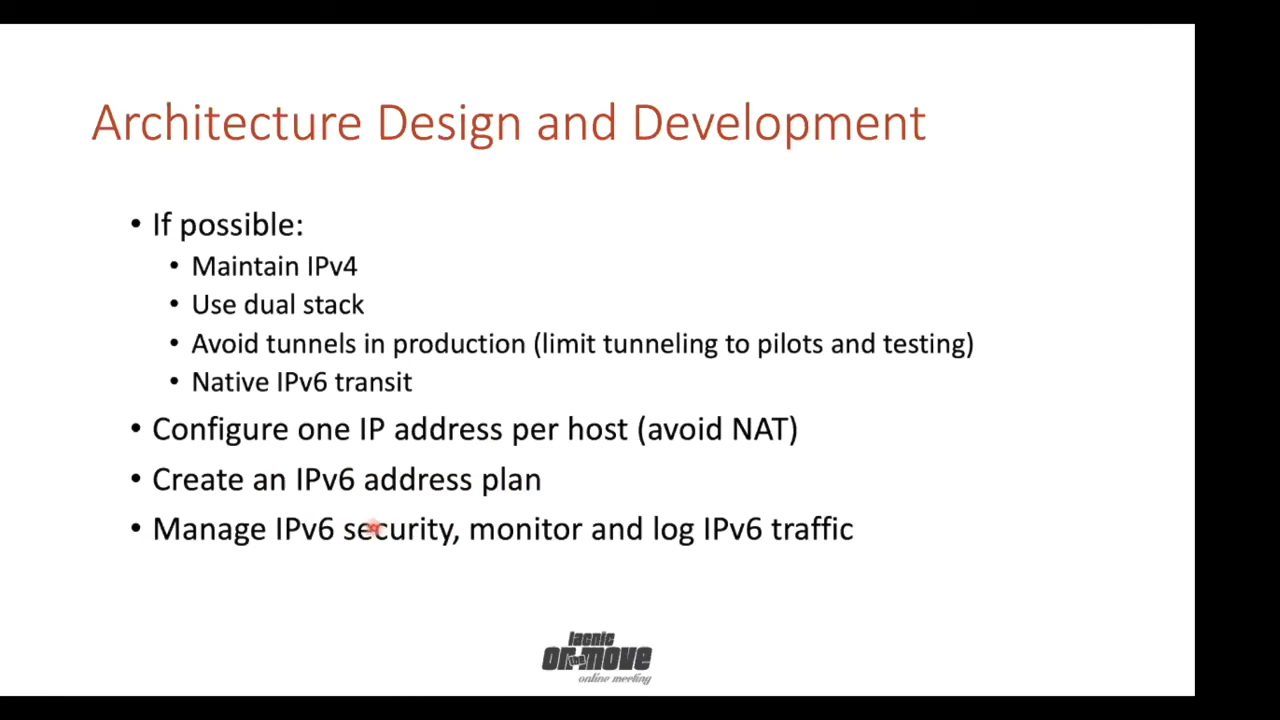 Architecture Design and Development
• If possible:
• Maintain IPv4
• Use dual stack
• Avoid tunnels in production (limit tunneling to pilots and testing)
• Native IPv6 transit
• Configure one IP address per host (avoid NAT)
• Create an IPv6 address plan
• Manage IPv6 security, monitor and log IPv6 traffic
lacnic
on the move
online meeting